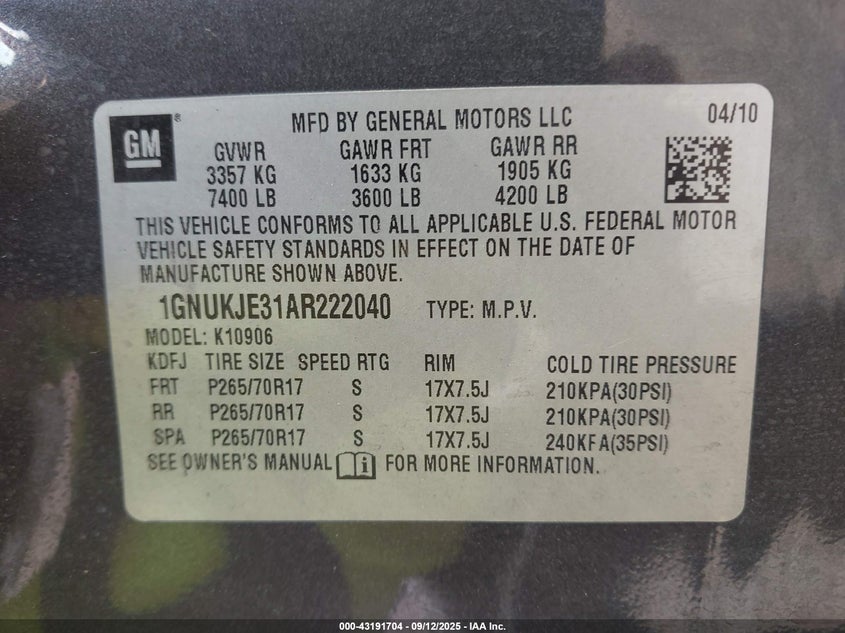 GM
®
MFD BY GENERAL MOTORS LLC 04/10
GVWR GAWR FRT GAWR RR
3357 KG 1633 KG 1905 KG
7400 LB 3600 LB 4200 LB
THIS VEHICLE CONFORMS TO ALL APPLICABLE U.S. FEDERAL MOTOR
VEHICLE SAFETY STANDARDS IN EFFECT ON THE DATE OF
MANUFACTURE SHOWN ABOVE.
1GNUKJE31AR222040 TYPE: M.P.V.
MODEL: K10906
KDFJ TIRE SIZE SPEED RTG RIM COLD TIRE PRESSURE
FRT P265/70R17 S 17X7.5J 210KPA(30PSI)
RR P265/70R17 S 17X7.5J 210KPA(30PSI)
SPA P265/70R17 S 17X7.5J 240KPA(35PSI)
SEE OWNER'S MANUAL i FOR MORE INFORMATION.
000-43191704 - 09/12/2025 - IAA Inc.